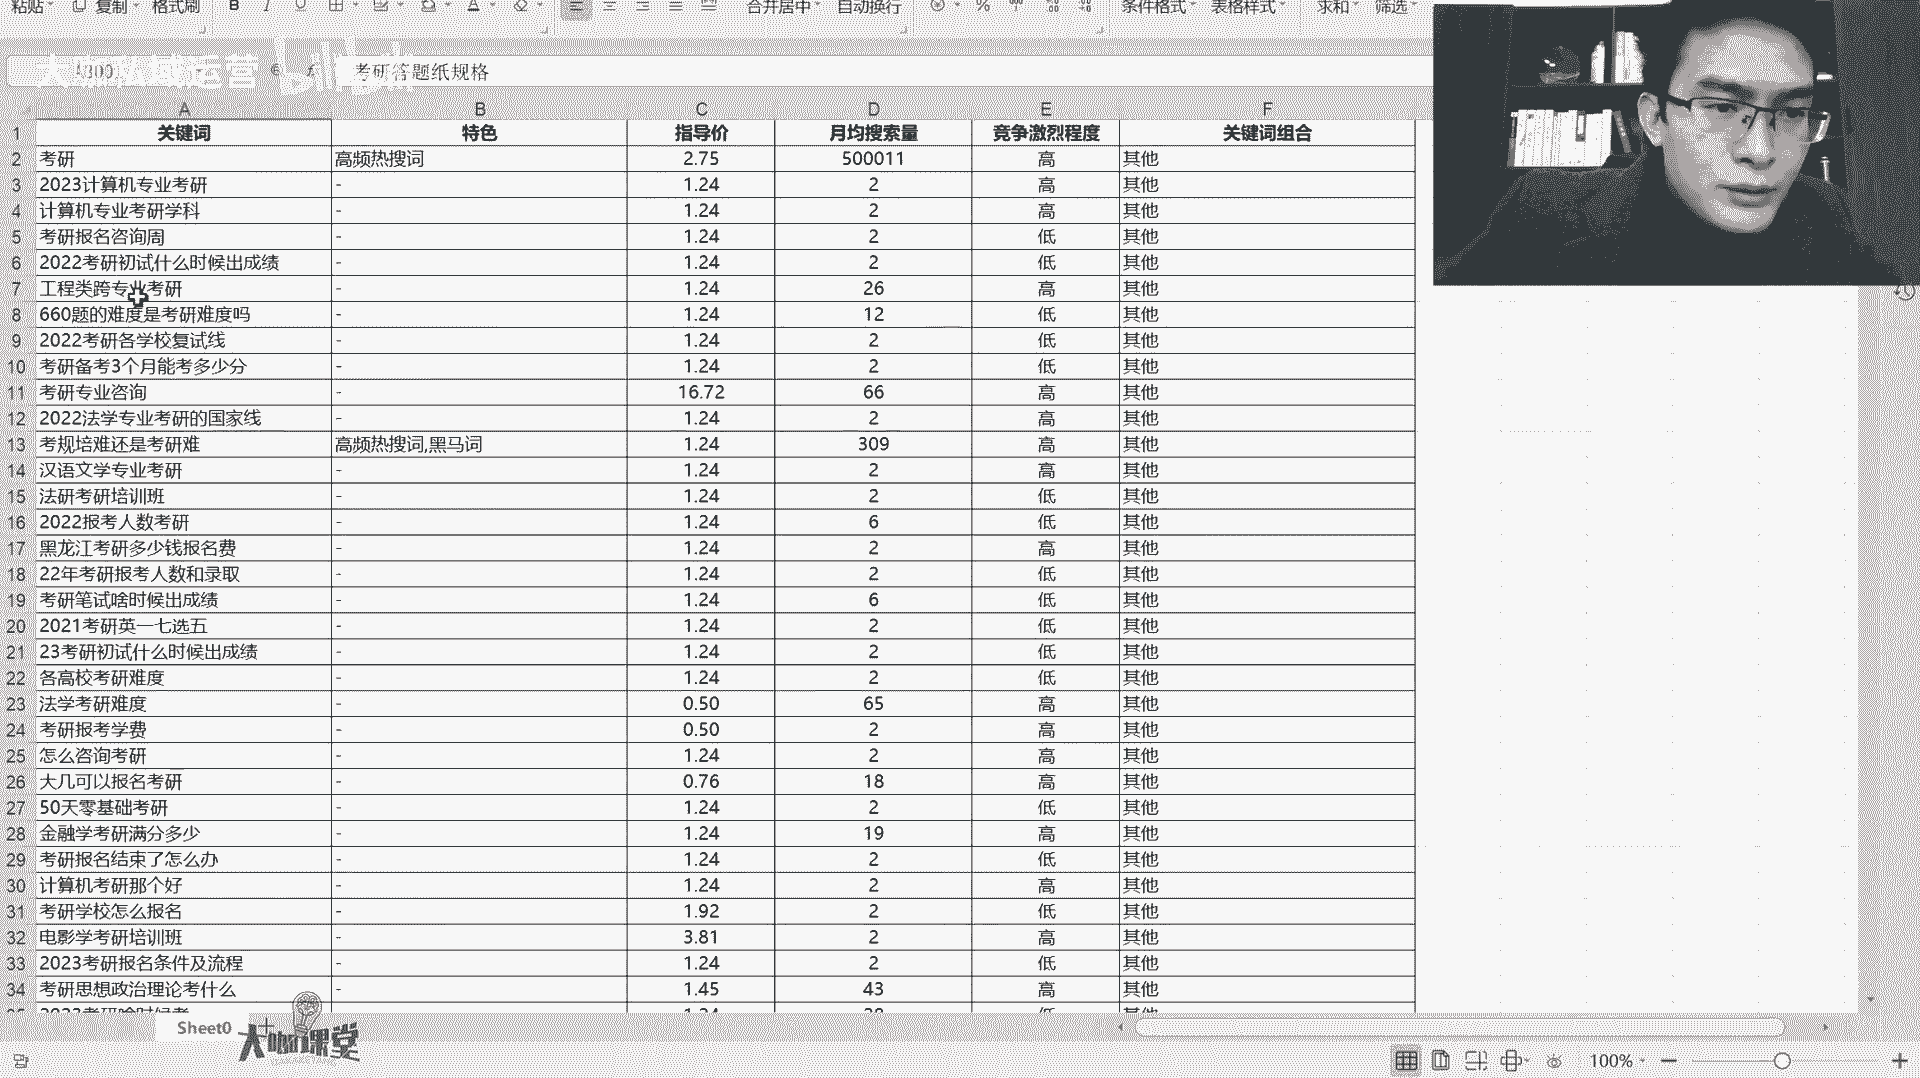 粘贴 复制 格式刷 B I U A 合并居中 自动换行 % 条件格式 表格样式 求和 筛选
考研答题纸规格
A B C D E F
1 关键词 特色 指导价 月均搜索量 竞争激烈程度 关键词组合
2 考研 高频热搜词 2.75 500011 高 其他
3 2023计算机专业考研 - 1.24 2 高 其他
4 计算机专业考研学科 - 1.24 2 高 其他
5 考研报名咨询周 - 1.24 2 低 其他
6 2022考研初试什么时候出成绩 - 1.24 2 低 其他
7 工程类跨专业考研 - 1.24 26 高 其他
8 660题的难度是考研难度吗 - 1.24 12 低 其他
9 2022考研各学校复试线 - 1.24 2 低 其他
10 考研备考3个月能考多少分 - 1.24 2 低 其他
11 考研专业咨询 - 16.72 66 高 其他
12 2022法学专业考研的国家线 - 1.24 2 高 其他
13 考规培难还是考研难 高频热搜词,黑马词 1.24 309 高 其他
14 汉语文学专业考研 - 1.24 2 高 其他
15 法研考研培训班 - 1.24 2 低 其他
16 2022报考人数考研 - 1.24 6 低 其他
17 黑龙江考研多少钱报名费 - 1.24 2 高 其他
18 22年考研报考人数和录取 - 1.24 2 低 其他
19 考研笔试啥时候出成绩 - 1.24 6 低 其他
20 2021考研英一七选五 - 1.24 2 低 其他
21 23考研初试什么时候出成绩 - 1.24 2 低 其他
22 各高校考研难度 - 1.24 2 低 其他
23 法学考研难度 - 0.50 65 高 其他
24 考研报考学费 - 0.50 2 高 其他
25 怎么咨询考研 - 1.24 2 高 其他
26 大几可以报名考研 - 0.76 18 高 其他
27 50天零基础考研 - 1.24 2 低 其他
28 金融学考研满分多少 - 1.24 19 高 其他
29 考研报名结束了怎么办 - 1.24 2 低 其他
30 计算机考研那个好 - 1.24 2 高 其他
31 考研学校怎么报名 - 1.92 2 低 其他
32 电影学考研培训班 - 3.81 2 高 其他
33 2023考研报名条件及流程 - 1.24 2 低 其他
34 考研思想政治理论考什么 - 1.45 43 高 其他
Sheet0
大咖课堂
100%